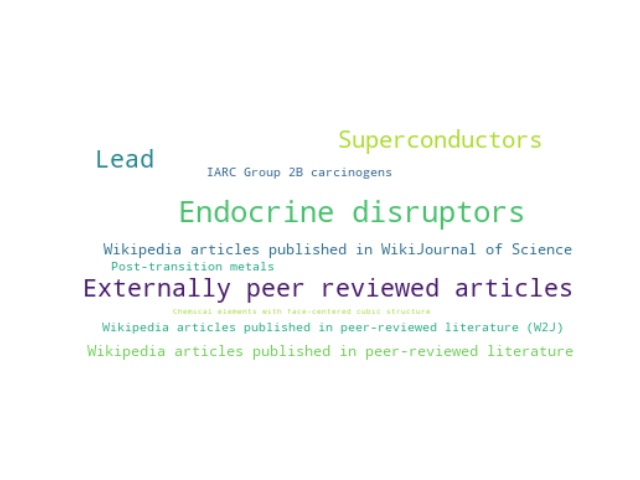 Superconductors
Lead
IARC Group 2B carcinogens
Endocrine disruptors
Wikipedia articles published in WikiJournal of Science
Post-transition metals
Externally peer reviewed articles
Chemical elements with face-centered cubic structure
Wikipedia articles published in peer-reviewed literature (W2J)
Wikipedia articles published in peer-reviewed literature